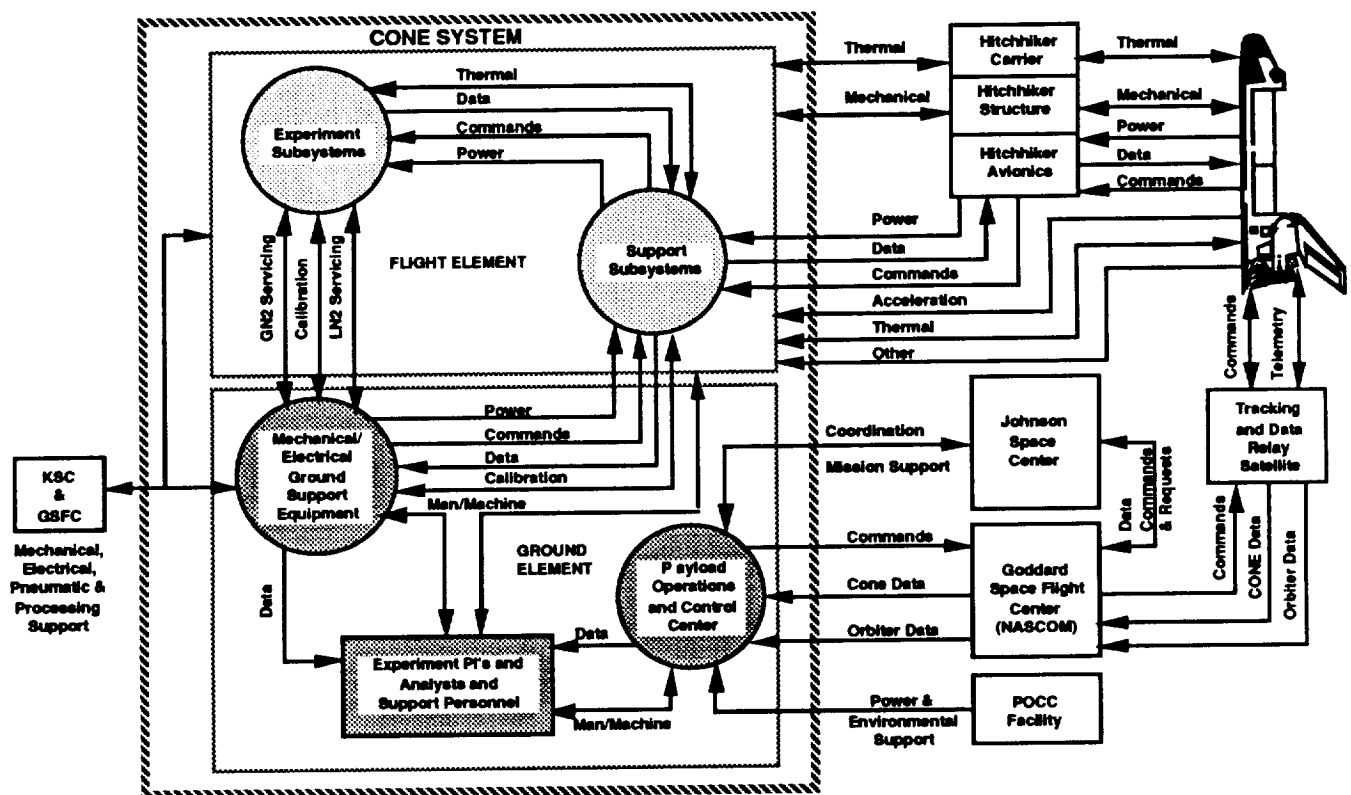 CONE SYSTEM
Thermal
Data
Commands
Power
Experiment
Subsystems
Support
Subsystems
FLIGHT ELEMENT
GN2 Servicing
Calibration
LN2 Servicing
Thermal
Mechanical
Hitchhiker
Carrier
Hitchhiker
Structure
Hitchhiker
Avionics
Thermal
Mechanical
Power
Data
Commands
Power
Data
Commands
Acceleration
Thermal
Other
Commands
Telemetry
Mechanical/
Electrical
Ground
Support
Equipment
Power
Commands
Data
Calibration
Man/Machine
KSC
&
GSFC
Mechanical,
Electrical,
Pneumatic &
Processing
Support
GROUND
ELEMENT
Data
Payload
Operations
and Control
Center
Experiment PI's and
Analysts and
Support Personnel
Data
Man/Machine
Coordination
Mission Support
Johnson
Space
Center
Data
Commands
& Requests
Tracking
and Data
Relay
Satellite
Commands
Cone Data
Orbiter Data
Goddard
Space Flight
Center
(NASCOM)
Commands
CONE Data
Orbiter Data
Power &
Environmental
Support
POCC
Facility